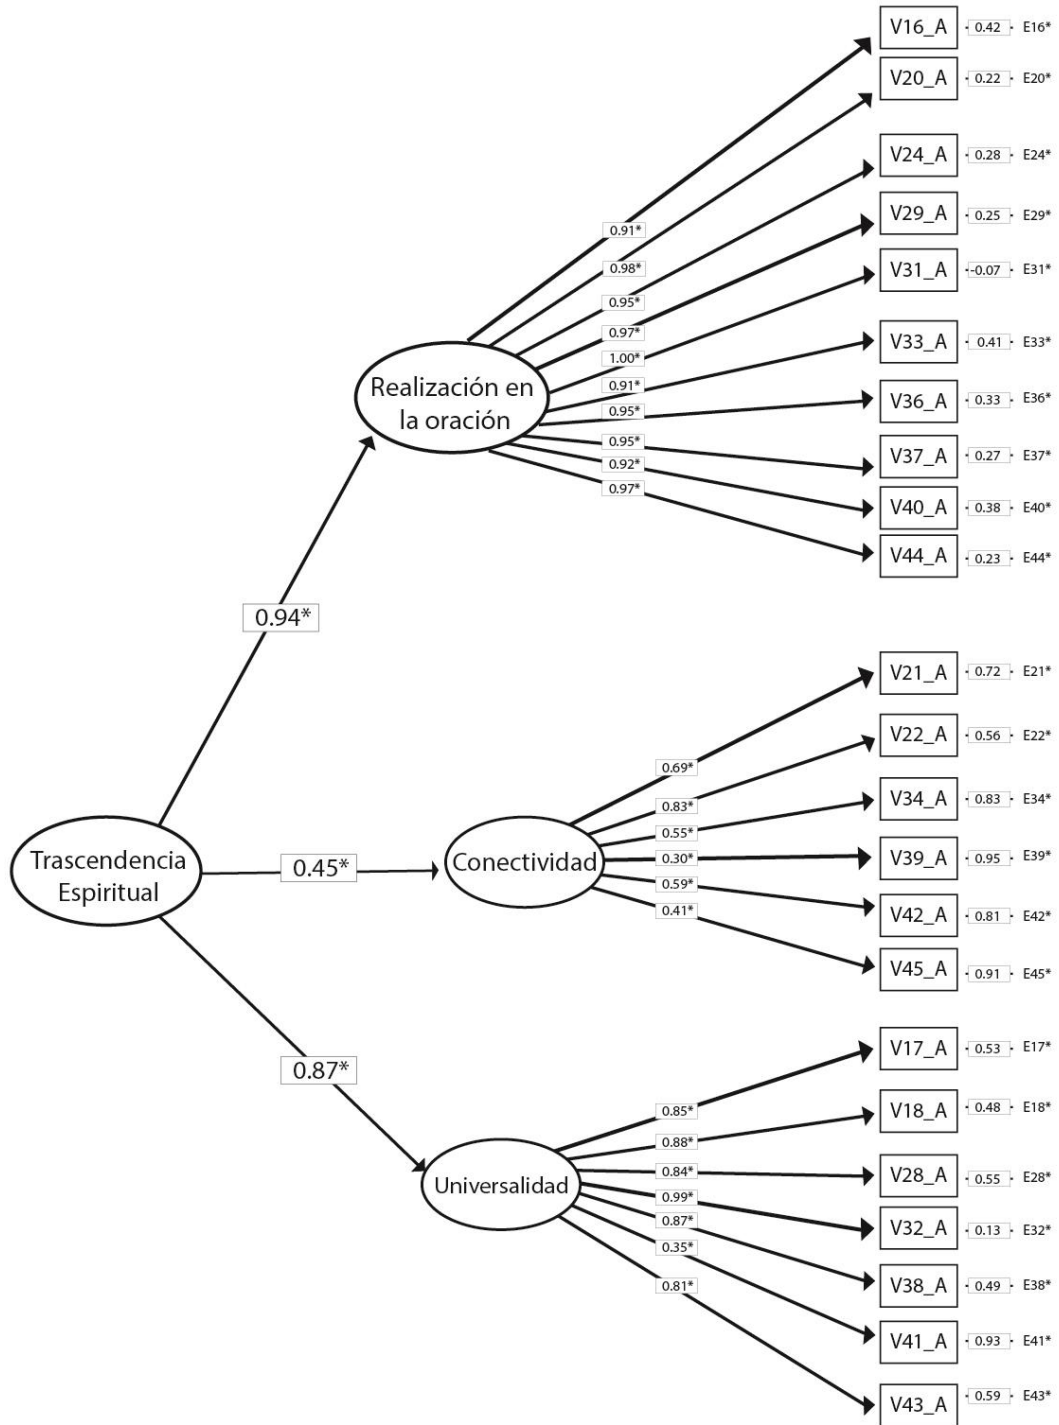 V16_A 0.42 E16*
V20_A 0.22 E20*
V24_A 0.28 E24*
V29_A 0.25 E29*
V31_A -0.07 E31*
V33_A 0.41 E33*
V36_A 0.33 E36*
V37_A 0.27 E37*
V40_A 0.38 E40*
V44_A 0.23 E44*
0.91*
0.98*
0.95*
0.97*
1.00*
0.91*
0.95*
0.95*
0.92*
0.97*
Realización en
la oración
0.94*
V21_A 0.72 E21*
V22_A 0.56 E22*
V34_A 0.83 E34*
V39_A 0.95 E39*
V42_A 0.81 E42*
V45_A 0.91 E45*
0.69*
0.83*
0.55*
0.30*
0.59*
0.41*
Trascendencia
Espiritual
0.45*
Conectividad
0.87*
V17_A 0.53 E17*
V18_A 0.48 E18*
V28_A 0.55 E28*
V32_A 0.13 E32*
V38_A 0.49 E38*
V41_A 0.93 E41*
V43_A 0.59 E43*
0.85*
0.88*
0.84*
0.99*
0.87*
0.35*
0.81*
Universalidad